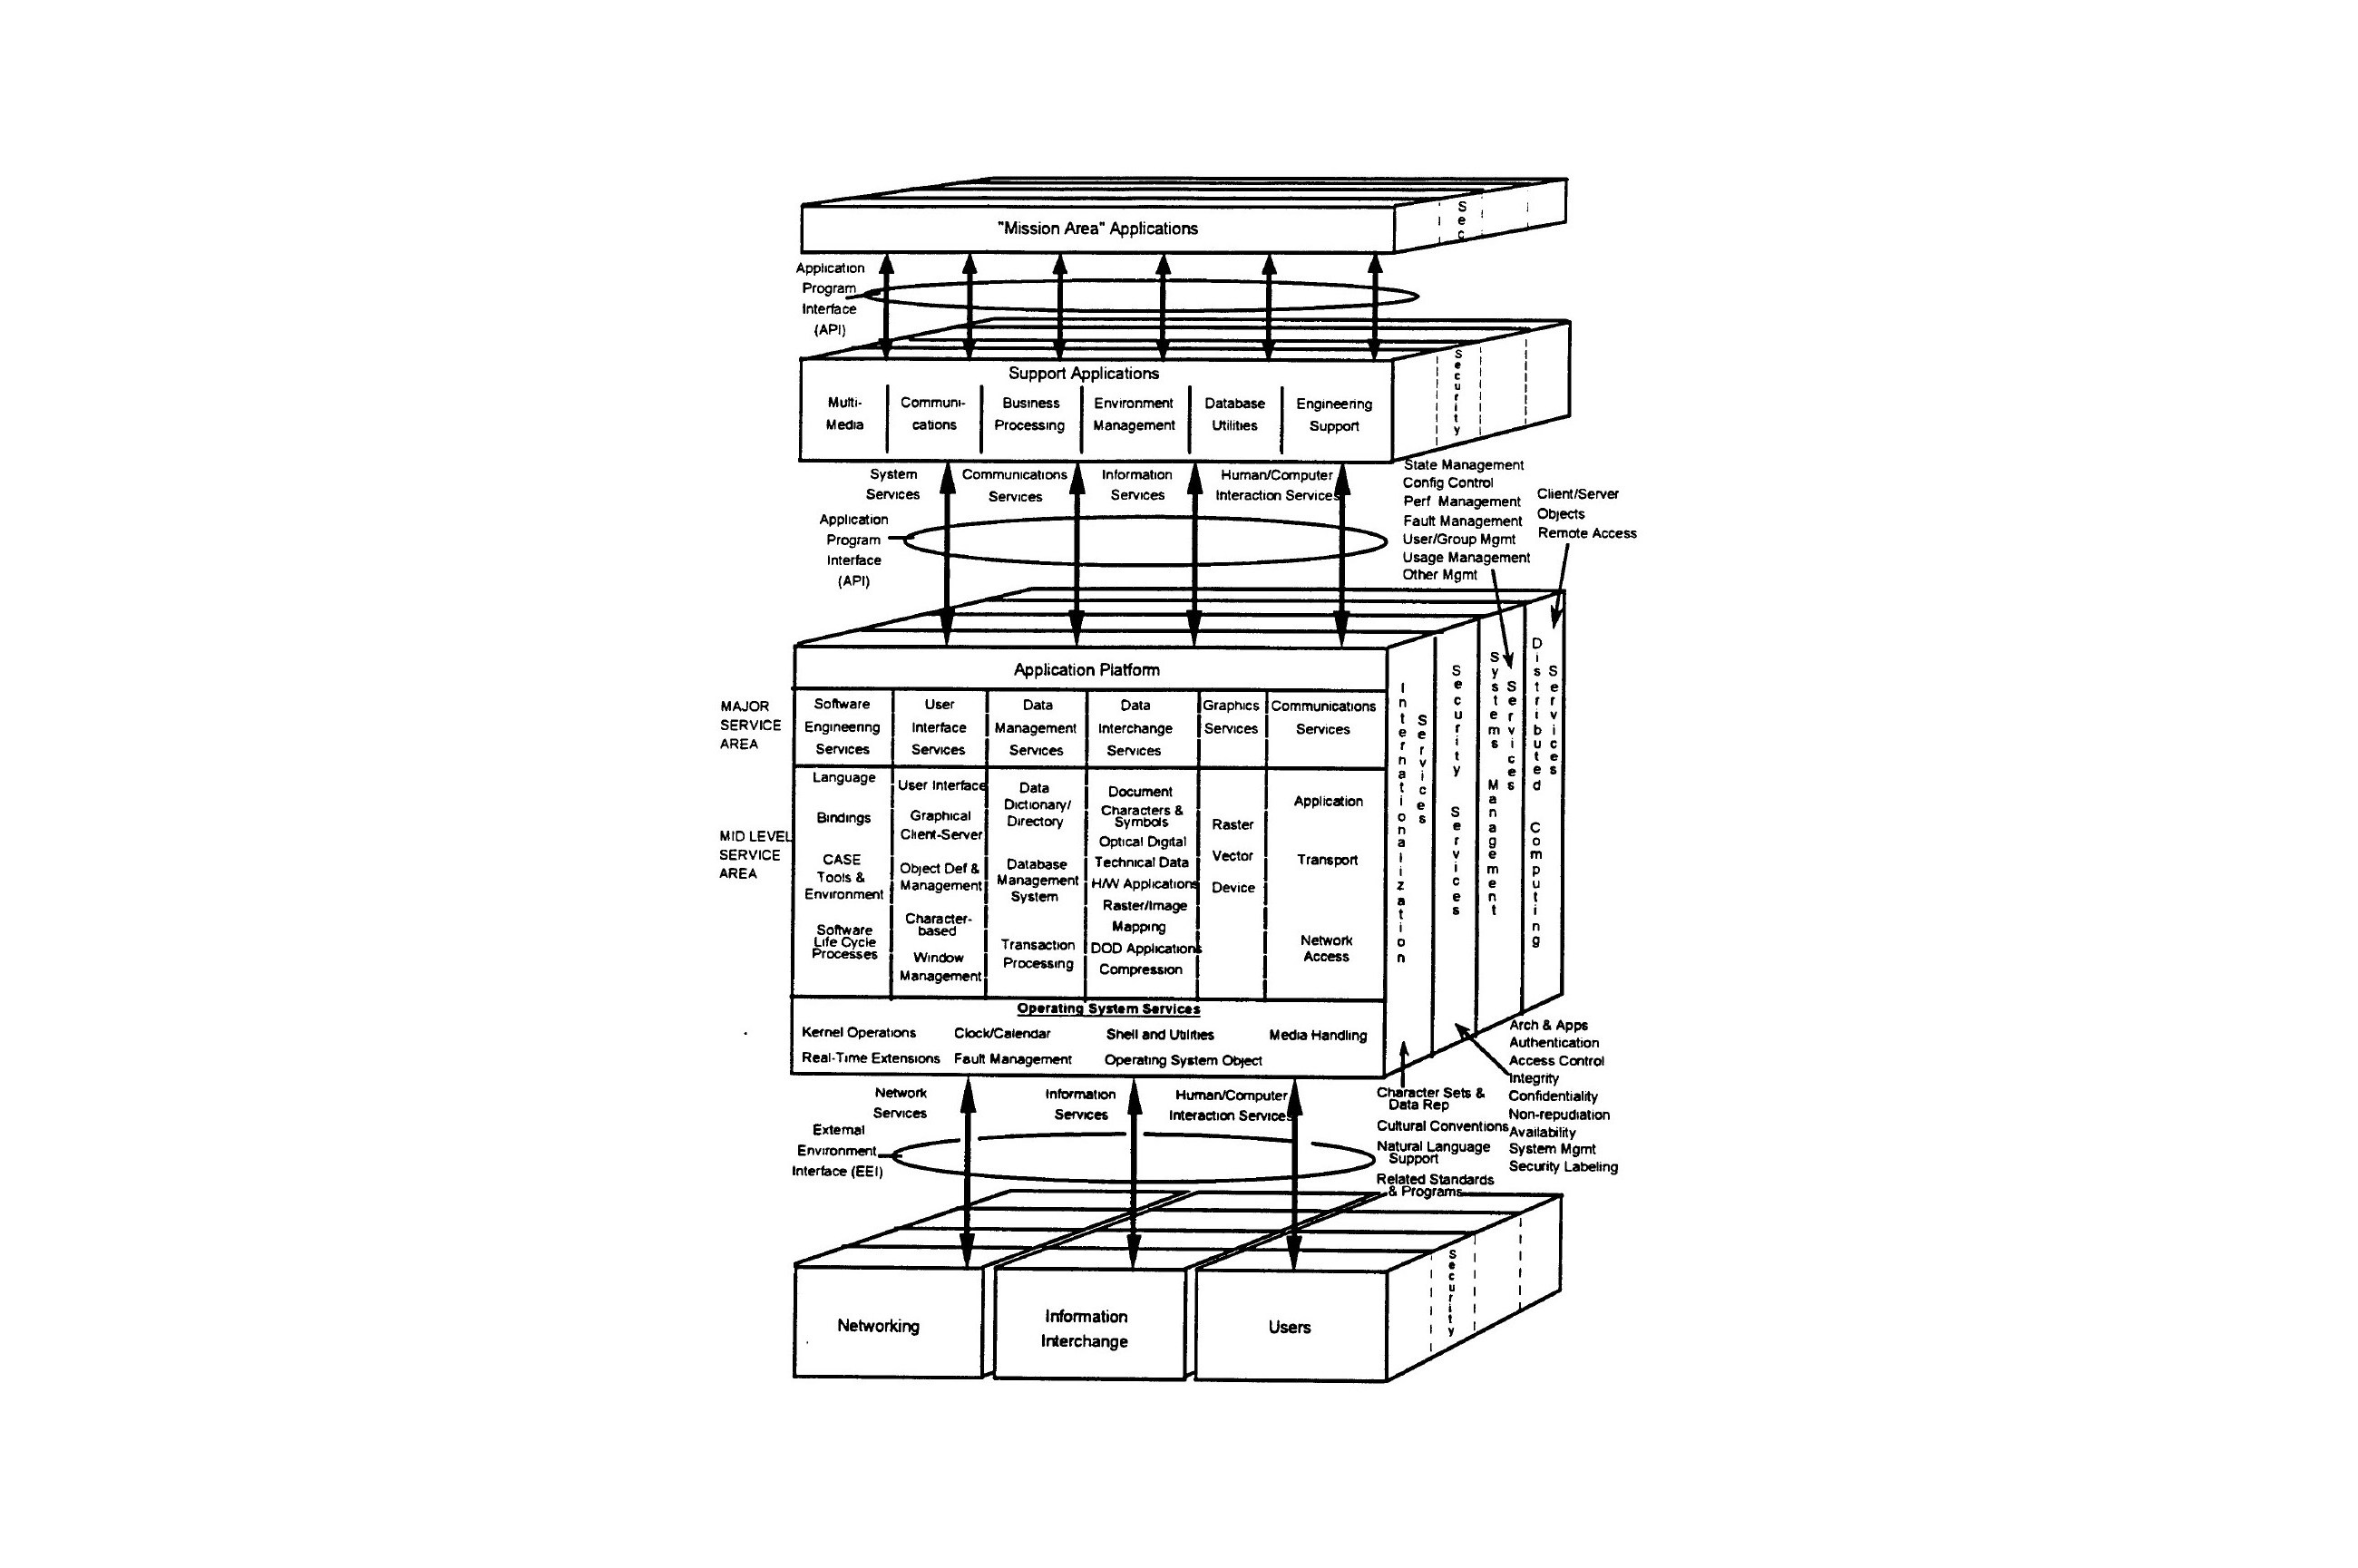 "Mission Area" Applications
Sec
Application
Program
Interface
(API)
Support Applications
Multi-
Media
Communi-
cations
Business
Processing
Environment
Management
Database
Utilities
Engineering
Support
Security
System
Services
Communications
Services
Information
Services
Human/Computer
Interaction Services
Application
Program
Interface
(API)
State Management
Config Control
Perf Management
Fault Management
User/Group Mgmt
Usage Management
Other Mgmt
Client/Server
Objects
Remote Access
Application Platform
MAJOR
SERVICE
AREA
Software
Engineering
Services
User
Interface
Services
Data
Management
Services
Data
Interchange
Services
Graphics
Services
Communications
Services
MID LEVEL
SERVICE
AREA
Language
Bindings
CASE
Tools &
Environment
Software
Life Cycle
Processes
User Interface
Graphical
Client-Server
Object Def &
Management
Character-
based
Window
Management
Data
Dictionary/
Directory
Database
Management
System
Transaction
Processing
Document
Characters &
Symbols
Optical Digital
Technical Data
H/W Applications
Raster/Image
Mapping
DOD Applications
Compression
Raster
Vector
Device
Application
Transport
Network
Access
Internationalization
Services
Security Services
Systems Management
Services
Distributed Computing
Services
Operating System Services
Kernel Operations
Clock/Calendar
Shell and Utilities
Media Handling
Real-Time Extensions
Fault Management
Operating System Object
Network
Services
Information
Services
Human/Computer
Interaction Services
External
Environment
Interface (EEI)
Character Sets &
Data Rep
Cultural Conventions
Natural Language
Support
Related Standards
& Programs
Arch & Apps
Authentication
Access Control
Integrity
Confidentiality
Non-repudiation
Availability
System Mgmt
Security Labeling
Networking
Information
Interchange
Users
Security